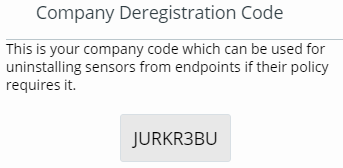 Company Deregistration Code
This is your company code which can be used for
uninstalling sensors from endpoints if their policy
requires it.
JURKR3BU